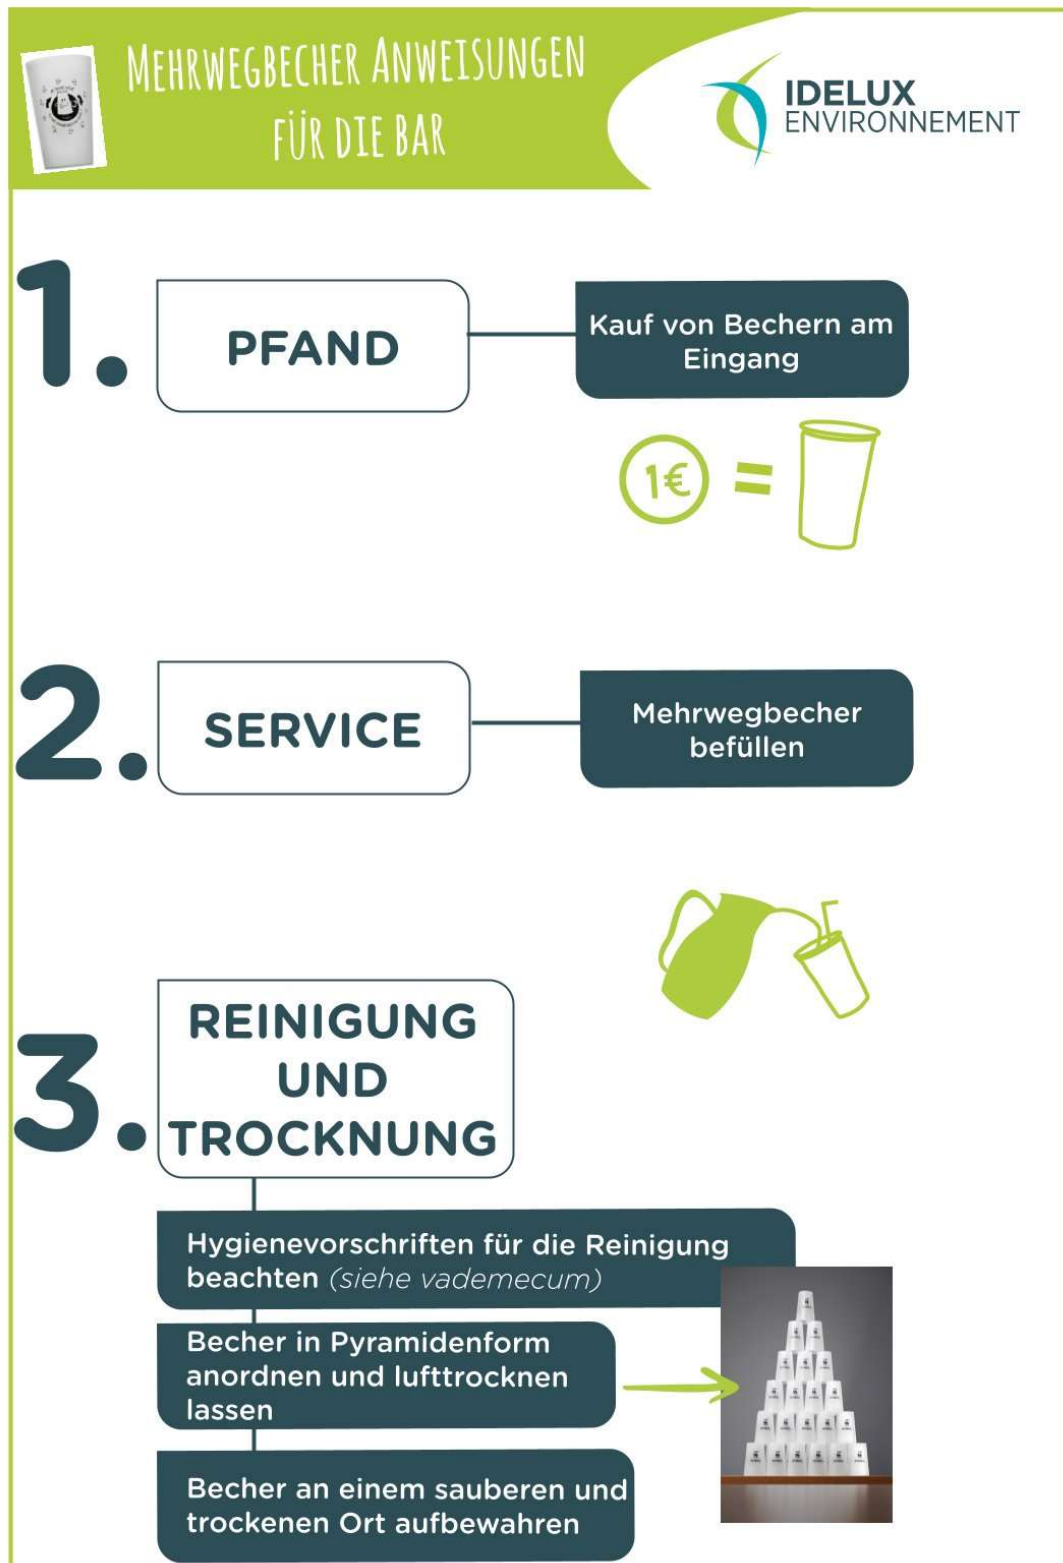 MEHRWEGBECHER ANWEISUNGEN
FÜR DIE BAR
IDELUX
ENVIRONNEMENT
1.
PFAND
Kauf von Bechern am
Eingang
1€ =
2.
SERVICE
Mehrwegbecher
befüllen
3.
REINIGUNG
UND
TROCKNUNG
Hygienevorschriften für die Reinigung
beachten (siehe vademecum)
Becher in Pyramidenform
anordnen und lufttrocknen
lassen
Becher an einem sauberen und
trockenen Ort aufbewahren